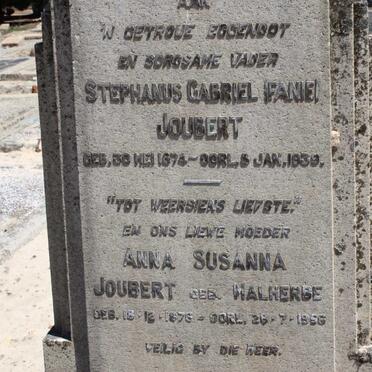 AAN
'N GETROUE EGGENOOT
EN SORGSAME VADER
STEPHANUS GABRIEL (FANIE)
JOUBERT
GEB. 30 MEI 1874 – OORL. 6 JAN. 1939.
"TOT WEERSIENS LIEFSTE."
EN ONS LIEWE MOEDER
ANNA SUSANNA
JOUBERT GEB. MALHERBE
GEB. 18-12-1878 – OORL. 26-7-1956
VEILIG BY DIE HEER.